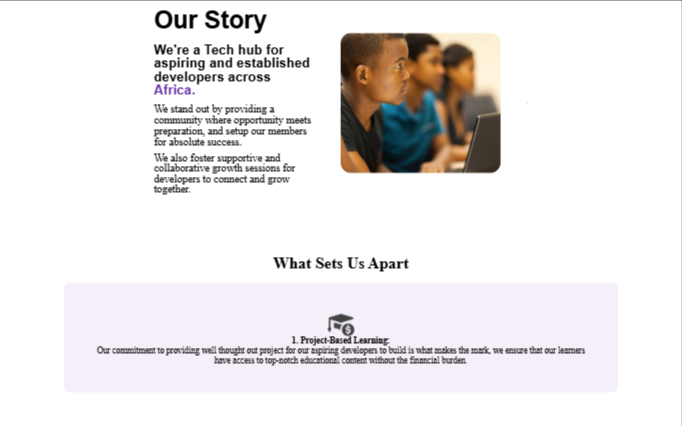 Our Story
We're a Tech hub for
aspiring and established
developers across
Africa.
We stand out by providing a
community where opportunity meets
preparation, and setup our members
for absolute success.
We also foster supportive and
collaborative growth sessions for
developers to connect and grow
together.
What Sets Us Apart
1. Project-Based Learning:
Our commitment to providing well thought out project for our aspiring developers to build is what makes the mark, we ensure that our learners
have access to top-notch educational content without the financial burden.